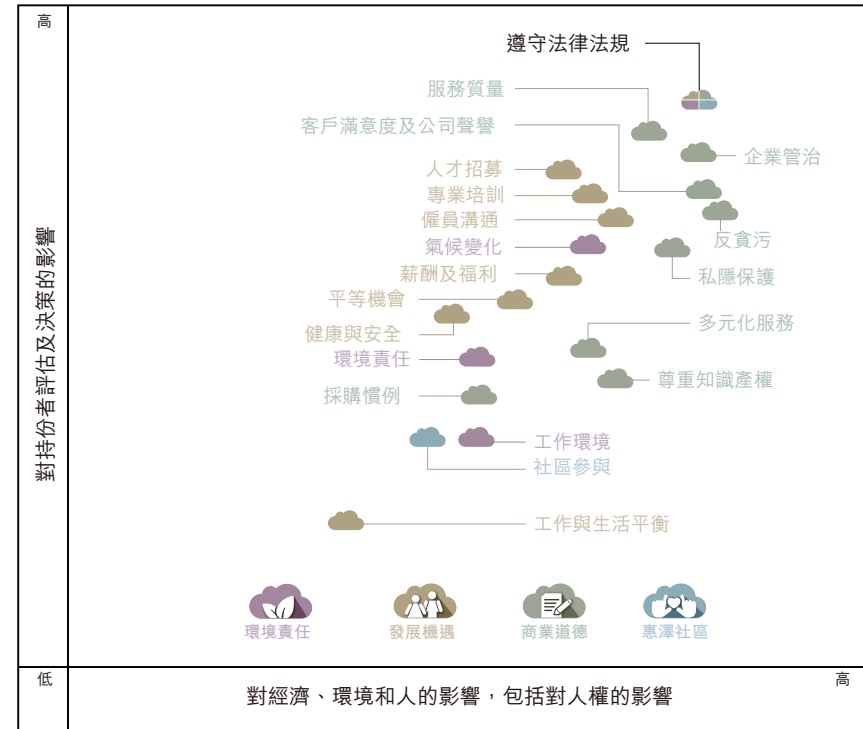 高
遵守法律法規
服務質量
客戶滿意度及公司聲譽
企業管治
人才招募
專業培訓
僱員溝通
反貪污
氣候變化
私隱保護
薪酬及福利
平等機會
多元化服務
健康與安全
環境責任
尊重知識產權
採購慣例
工作環境
社區參與
工作與生活平衡
對持份者評估及決策的影響
環境責任
發展機遇
商業道德
惠澤社區
低
高
對經濟、環境和人的影響，包括對人權的影響